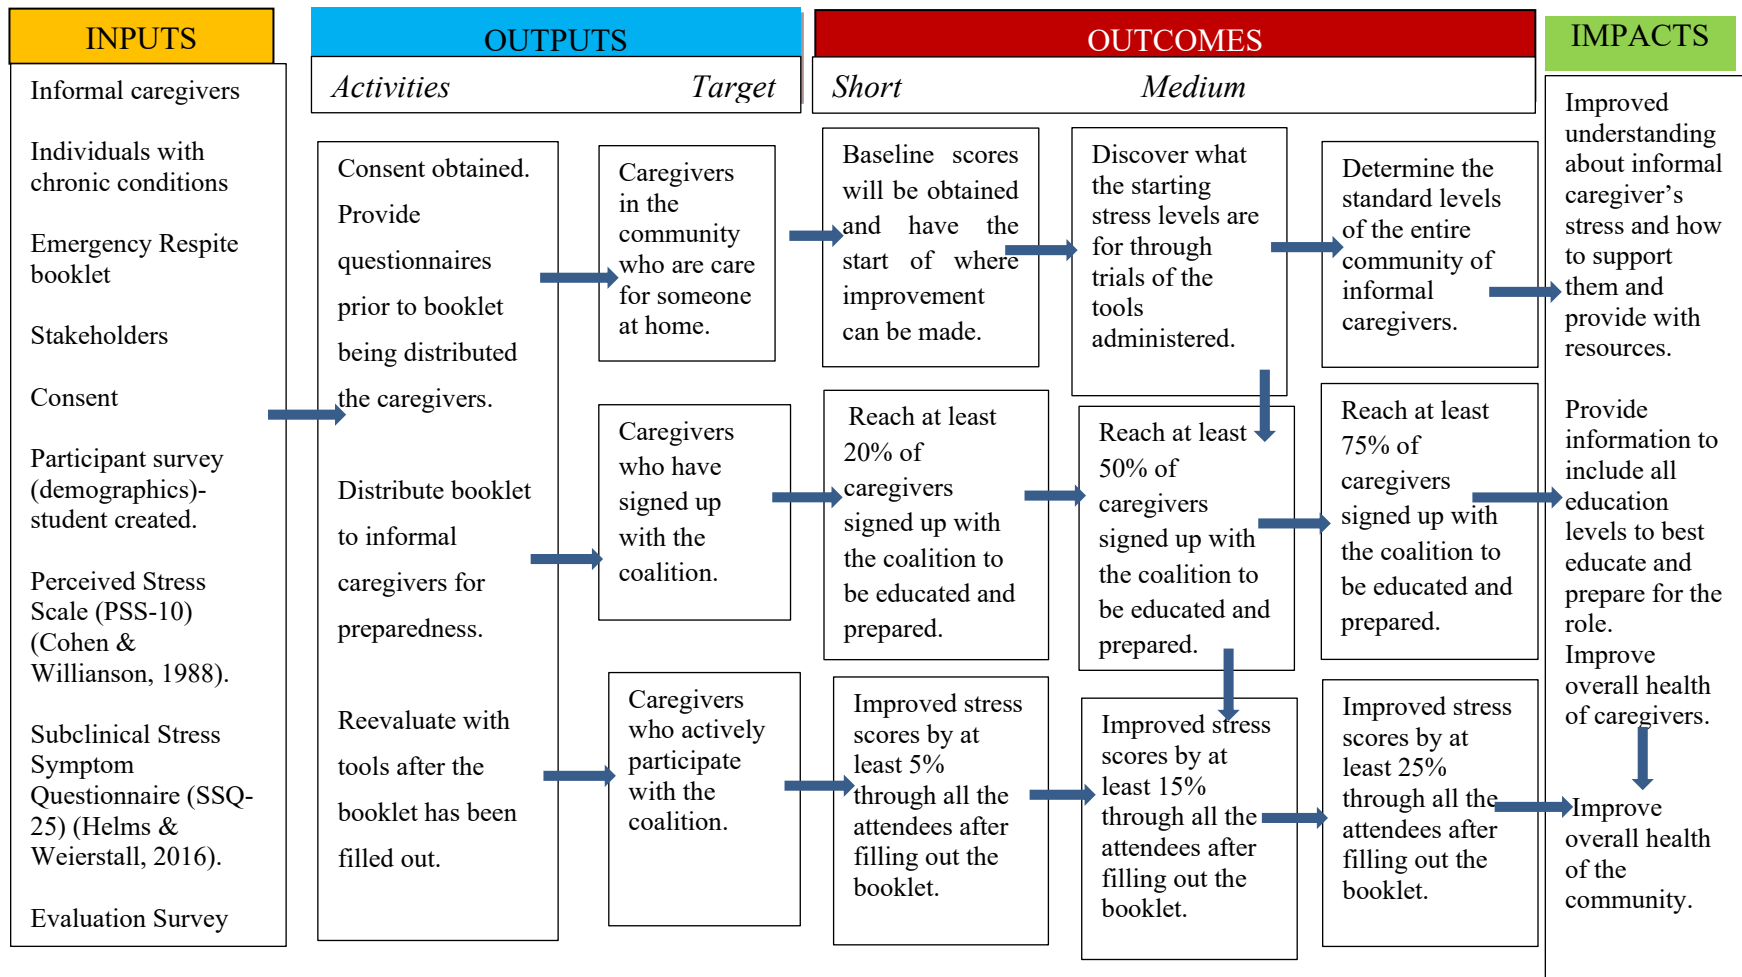 INPUTS
OUTPUTS
OUTCOMES
IMPACTS
Activities
Target
Short
Medium
Informal caregivers
Individuals with
chronic conditions
Emergency Respite
booklet
Stakeholders
Consent
Participant survey
(demographics)-
student created.
Perceived Stress
Scale (PSS-10)
(Cohen &
Willianson, 1988).
Subclinical Stress
Symptom
Questionnaire (SSQ-
25) (Helms &
Weierstall, 2016).
Evaluation Survey
Consent obtained.
Provide
questionnaires
prior to booklet
being distributed
the caregivers.
Distribute booklet
to informal
caregivers for
preparedness.
Reevaluate with
tools after the
booklet has been
filled out.
Caregivers
in the
community
who are care
for someone
at home.
Caregivers
who have
signed up
with the
coalition.
Caregivers
who actively
participate
with the
coalition.
Baseline scores
will be obtained
and have the
start of where
improvement
can be made.
Reach at least
20% of
caregivers
signed up with
the coalition to
be educated and
prepared.
Improved stress
scores by at
least 5%
through all the
attendees after
filling out the
booklet.
Discover what
the starting
stress levels are
for through
trials of the
tools
administered.
Reach at least
50% of
caregivers
signed up with
the coalition to
be educated and
prepared.
Improved stress
scores by at
least 15%
through all the
attendees after
filling out the
booklet.
Determine the
standard levels
of the entire
community of
informal
caregivers.
Reach at least
75% of
caregivers
signed up with
the coalition to
be educated and
prepared.
Improved stress
scores by at
least 25%
through all the
attendees after
filling out the
booklet.
Improved
understanding
about informal
caregiver’s
stress and how
to support
them and
provide with
resources.
Provide
information to
include all
education
levels to best
educate and
prepare for the
role.
Improve
overall health
of caregivers.
Improve
overall health
of the
community.